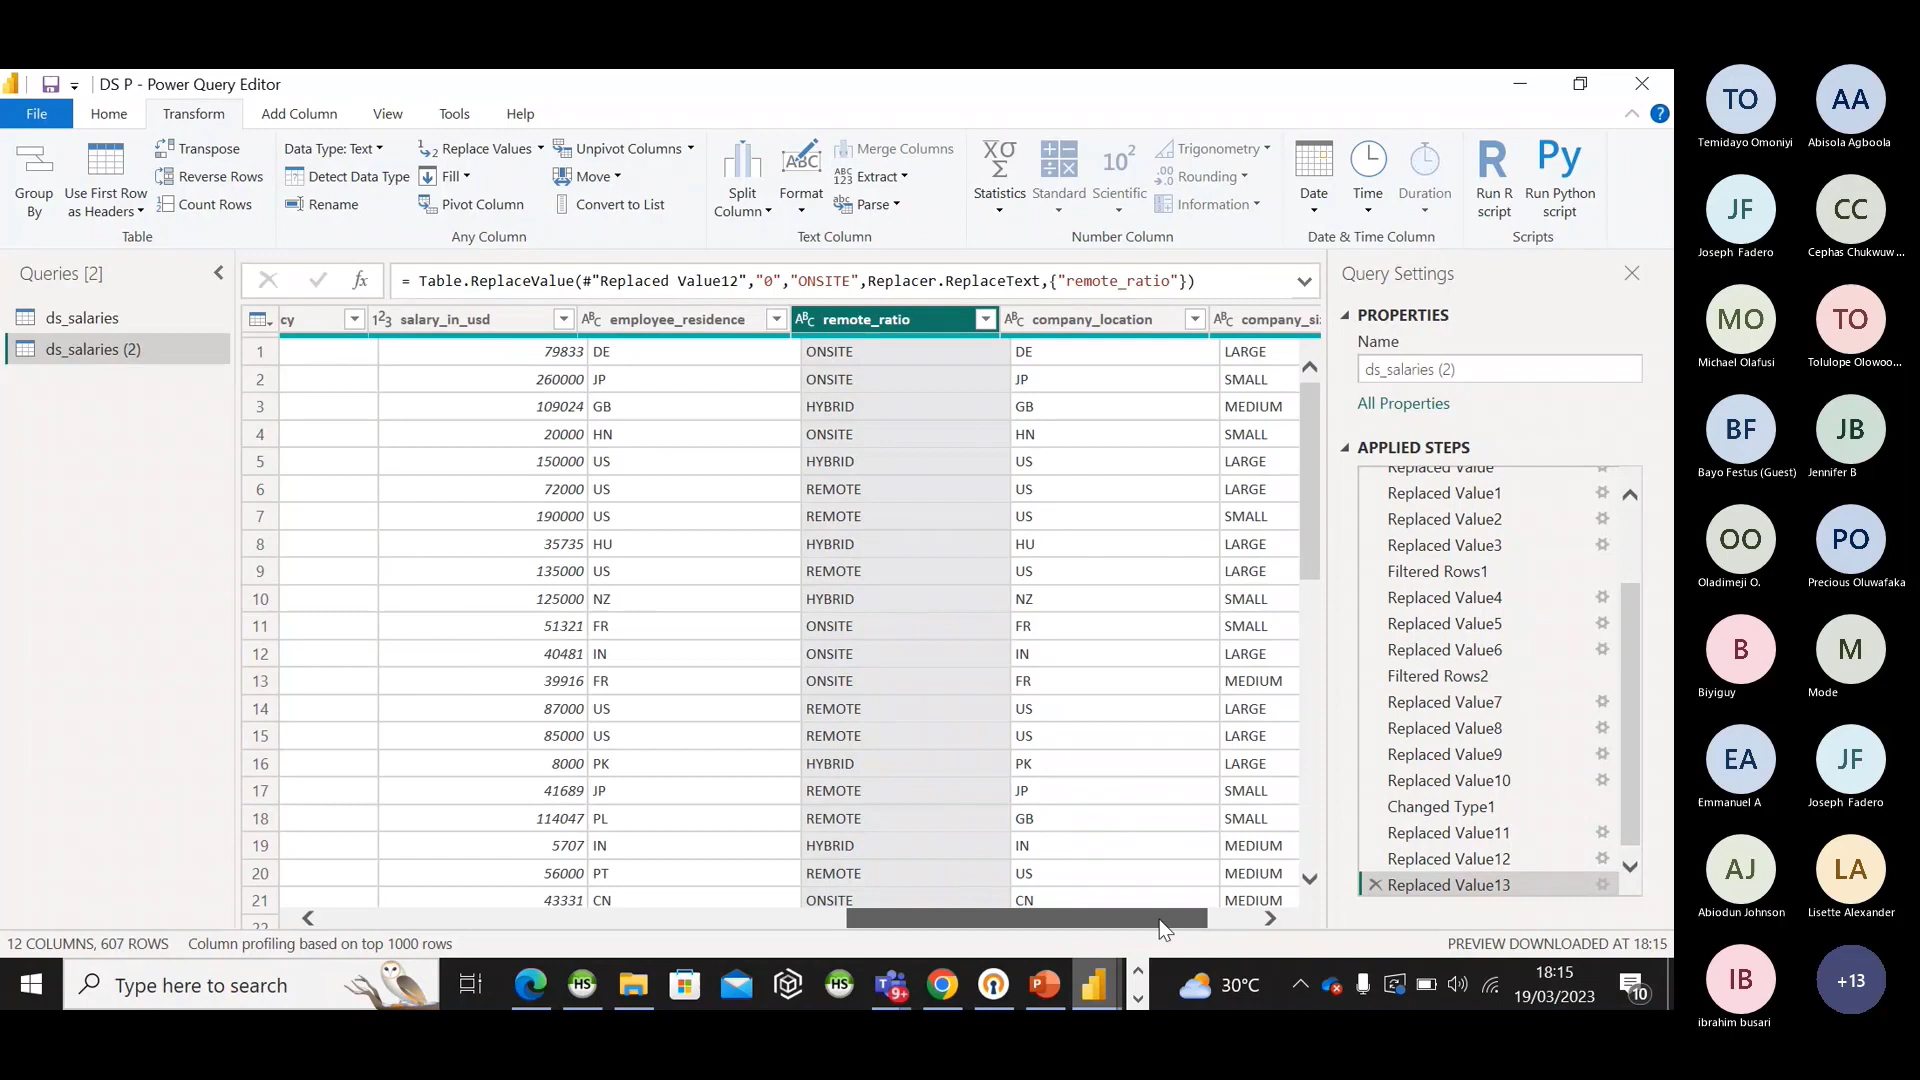 DS P - Power Query Editor
File Home Transform Add Column View Tools Help
Group By
Use First Row as Headers
Transpose
Reverse Rows
Count Rows
Table
Data Type: Text
Detect Data Type
Rename
Replace Values
Fill
Pivot Column
Unpivot Columns
Move
Convert to List
Any Column
Split Column
Format
Merge Columns
Extract
Parse
Text Column
Statistics
Standard
Scientific
Trigonometry
Rounding
Information
Number Column
Date
Time
Duration
Date & Time Column
Run R script
Run Python script
Scripts
Queries [2]
ds_salaries
ds_salaries (2)
= Table.ReplaceValue(#"Replaced Value12","0","ONSITE",Replacer.ReplaceText,{"remote_ratio"})
cy salary_in_usd employee_residence remote_ratio company_location company_si
1 79833 DE ONSITE DE LARGE
2 260000 JP ONSITE JP SMALL
3 109024 GB HYBRID GB MEDIUM
4 20000 HN ONSITE HN SMALL
5 150000 US HYBRID US LARGE
6 72000 US REMOTE US LARGE
7 190000 US REMOTE US SMALL
8 35735 HU HYBRID HU LARGE
9 135000 US REMOTE US LARGE
10 125000 NZ HYBRID NZ SMALL
11 51321 FR ONSITE FR SMALL
12 40481 IN ONSITE IN LARGE
13 39916 FR ONSITE FR MEDIUM
14 87000 US REMOTE US LARGE
15 85000 US REMOTE US LARGE
16 8000 PK HYBRID PK LARGE
17 41689 JP REMOTE JP SMALL
18 114047 PL REMOTE GB SMALL
19 5707 IN HYBRID IN MEDIUM
20 56000 PT REMOTE US MEDIUM
21 43331 CN ONSITE CN MEDIUM
22
Query Settings
PROPERTIES
Name
ds_salaries (2)
All Properties
APPLIED STEPS
Replaced Value
Replaced Value1
Replaced Value2
Replaced Value3
Filtered Rows1
Replaced Value4
Replaced Value5
Replaced Value6
Filtered Rows2
Replaced Value7
Replaced Value8
Replaced Value9
Replaced Value10
Changed Type1
Replaced Value11
Replaced Value12
Replaced Value13
12 COLUMNS, 607 ROWS Column profiling based on top 1000 rows
PREVIEW DOWNLOADED AT 18:15
Type here to search
30°C
18:15
19/03/2023
10
TO AA
Temidayo Omoniyi Abisola Agboola
JF CC
Joseph Fadero Cephas Chukwuw ...
MO TO
Michael Olafusi Tolulope Olowoo...
BF JB
Bayo Festus (Guest) Jennifer B
OO PO
Oladimeji O. Precious Oluwafaka
B M
Biyiguy Mode
EA JF
Emmanuel A Joseph Fadero
AJ LA
Abiodun Johnson Lisette Alexander
IB +13
ibrahim busari